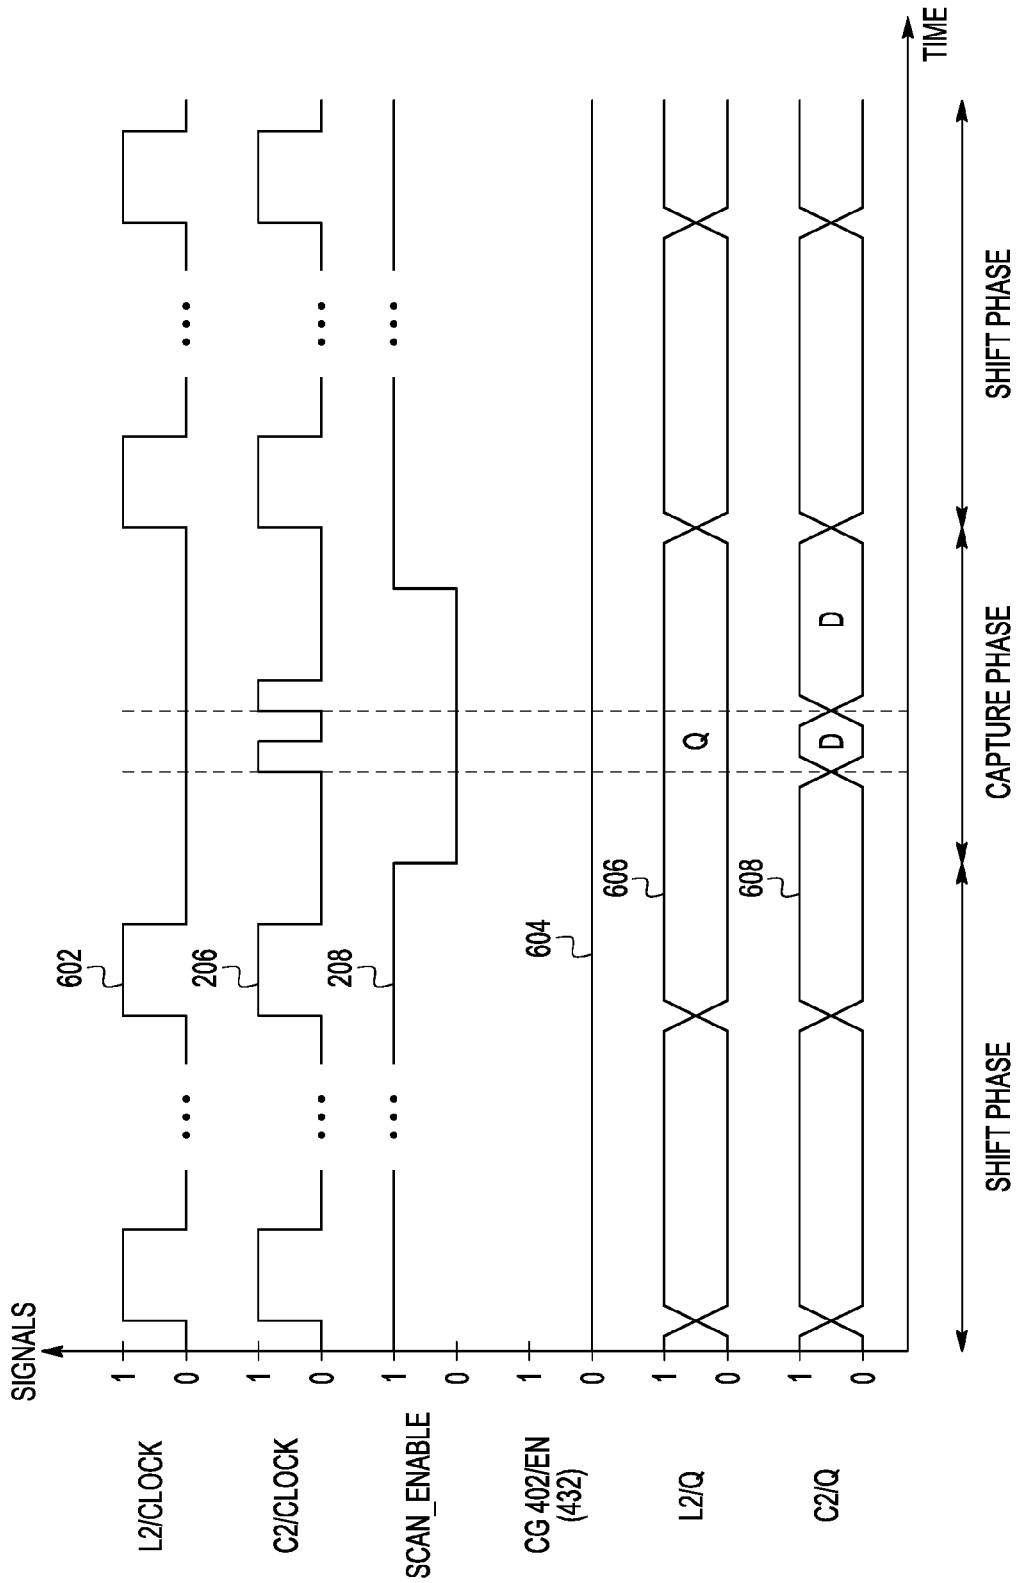 SIGNALS
L2/CLOCK
1
0
602
C2/CLOCK
1
0
206
SCAN_ENABLE
1
0
208
CG 402/EN
(432)
1
0
604
L2/Q
1
0
606
Q
C2/Q
1
0
608
D
D
TIME
SHIFT PHASE
CAPTURE PHASE
SHIFT PHASE